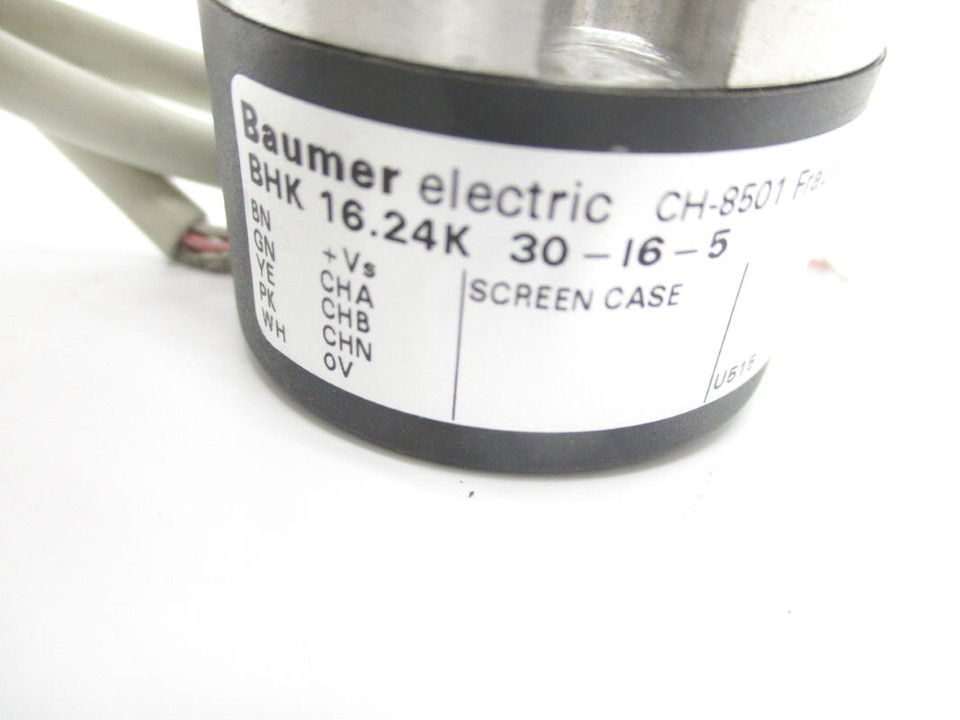 Baumer electric CH-8501
BHK 16.24K 30-I6-5
BN +Vs
GN CHA
YE CHB
PK CHN
WH 0V
SCREEN CASE
U515